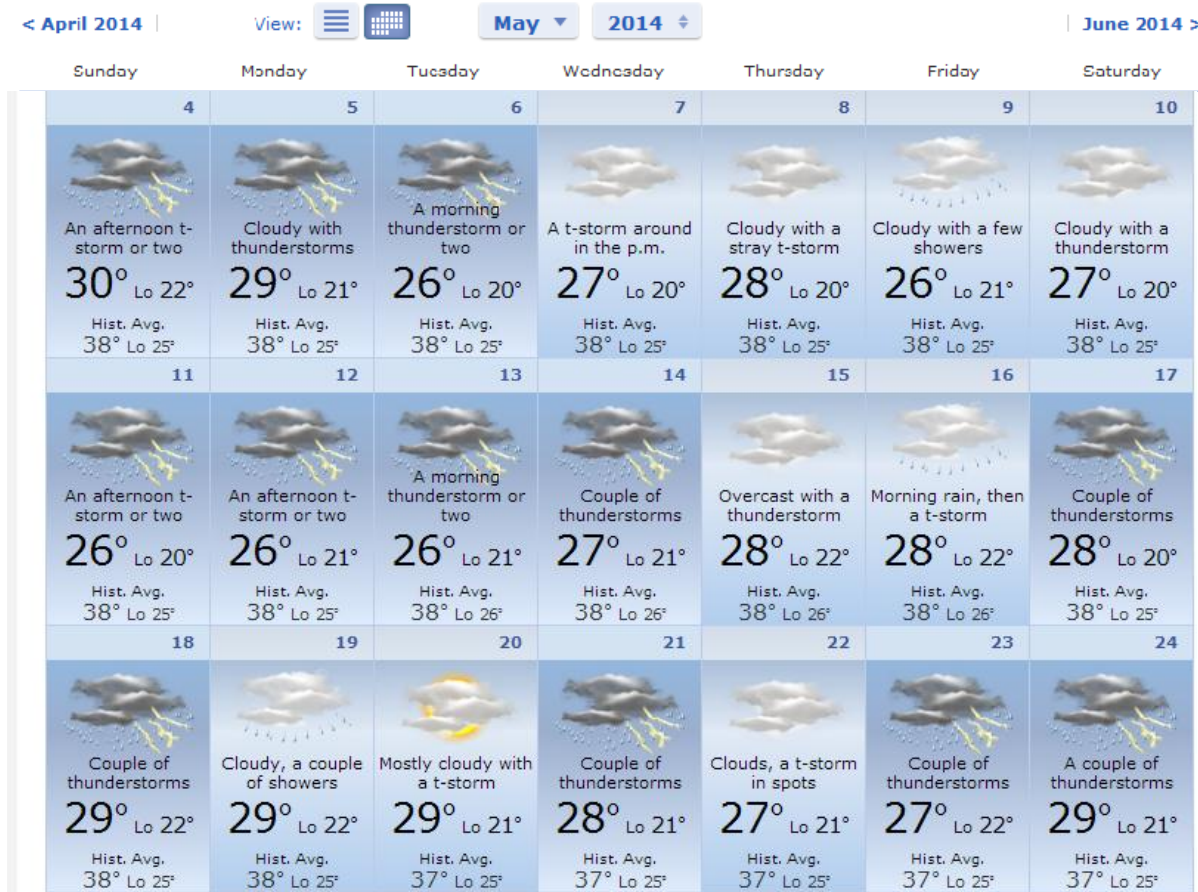 < April 2014 View: May 2014 June 2014 >
Sunday Monday Tuesday Wednesday Thursday Friday Saturday
4 5 6 7 8 9 10
A morning
An afternoon t- Cloudy with thunderstorm or A t-storm around Cloudy with a Cloudy with a few Cloudy with a
storm or two thunderstorms two in the p.m. stray t-storm showers thunderstorm
30° Lo 22° 29° Lo 21° 26° Lo 20° 27° Lo 20° 28° Lo 20° 26° Lo 21° 27° Lo 20°
Hist. Avg. Hist. Avg. Hist. Avg. Hist. Avg. Hist. Avg. Hist. Avg. Hist. Avg.
38° Lo 25° 38° Lo 25° 38° Lo 25° 38° Lo 25° 38° Lo 25° 38° Lo 25° 38° Lo 25°
11 12 13 14 15 16 17
A morning
An afternoon t- An afternoon t- thunderstorm or Couple of Overcast with a Morning rain, then Couple of
storm or two storm or two two thunderstorms thunderstorm a t-storm thunderstorms
26° Lo 20° 26° Lo 21° 26° Lo 21° 27° Lo 21° 28° Lo 22° 28° Lo 22° 28° Lo 20°
Hist. Avg. Hist. Avg. Hist. Avg. Hist. Avg. Hist. Avg. Hist. Avg. Hist. Avg.
38° Lo 25° 38° Lo 25° 38° Lo 26° 38° Lo 26° 38° Lo 26° 38° Lo 26° 38° Lo 25°
18 19 20 21 22 23 24
Couple of Cloudy, a couple Mostly cloudy with Couple of Clouds, a t-storm Couple of A couple of
thunderstorms of showers a t-storm thunderstorms in spots thunderstorms thunderstorms
29° Lo 22° 29° Lo 22° 29° Lo 21° 28° Lo 21° 27° Lo 21° 27° Lo 22° 29° Lo 21°
Hist. Avg. Hist. Avg. Hist. Avg. Hist. Avg. Hist. Avg. Hist. Avg. Hist. Avg.
38° Lo 25° 38° Lo 25° 37° Lo 25° 37° Lo 25° 37° Lo 25° 37° Lo 25° 37° Lo 25°